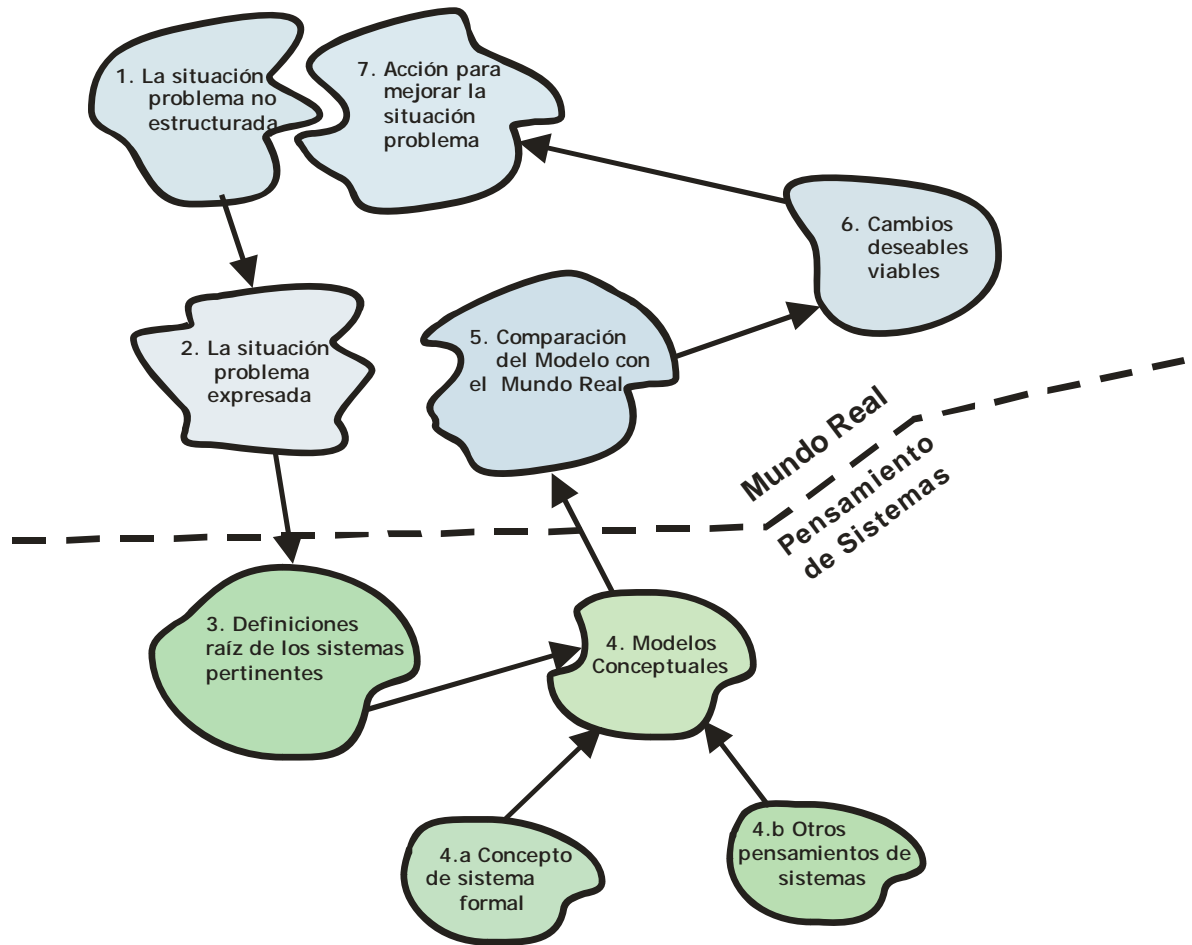 1. La situación
problema no
estructurada
7. Acción para
mejorar la
situación
problema
6. Cambios
deseables
viables
2. La situación
problema
expresada
5. Comparación
del Modelo con
el Mundo Real
Mundo Real
Pensamiento
de Sistemas
3. Definiciones
raíz de los sistemas
pertinentes
4. Modelos
Conceptuales
4.a Concepto
de sistema
formal
4.b Otros
pensamientos de
sistemas